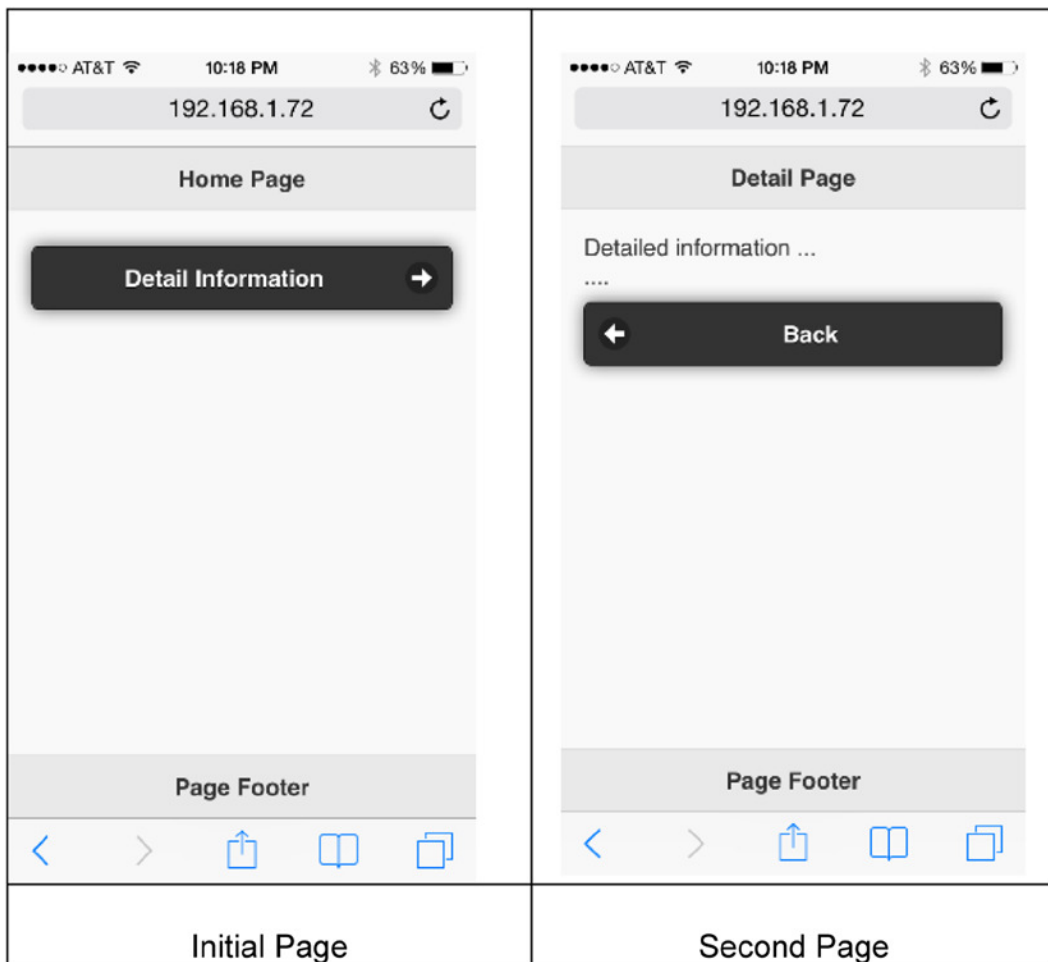 AT&T 10:18 PM 63%
192.168.1.72
Home Page
Detail Information
Page Footer
Initial Page
AT&T 10:18 PM 63%
192.168.1.72
Detail Page
Detailed information ...
....
Back
Page Footer
Second Page